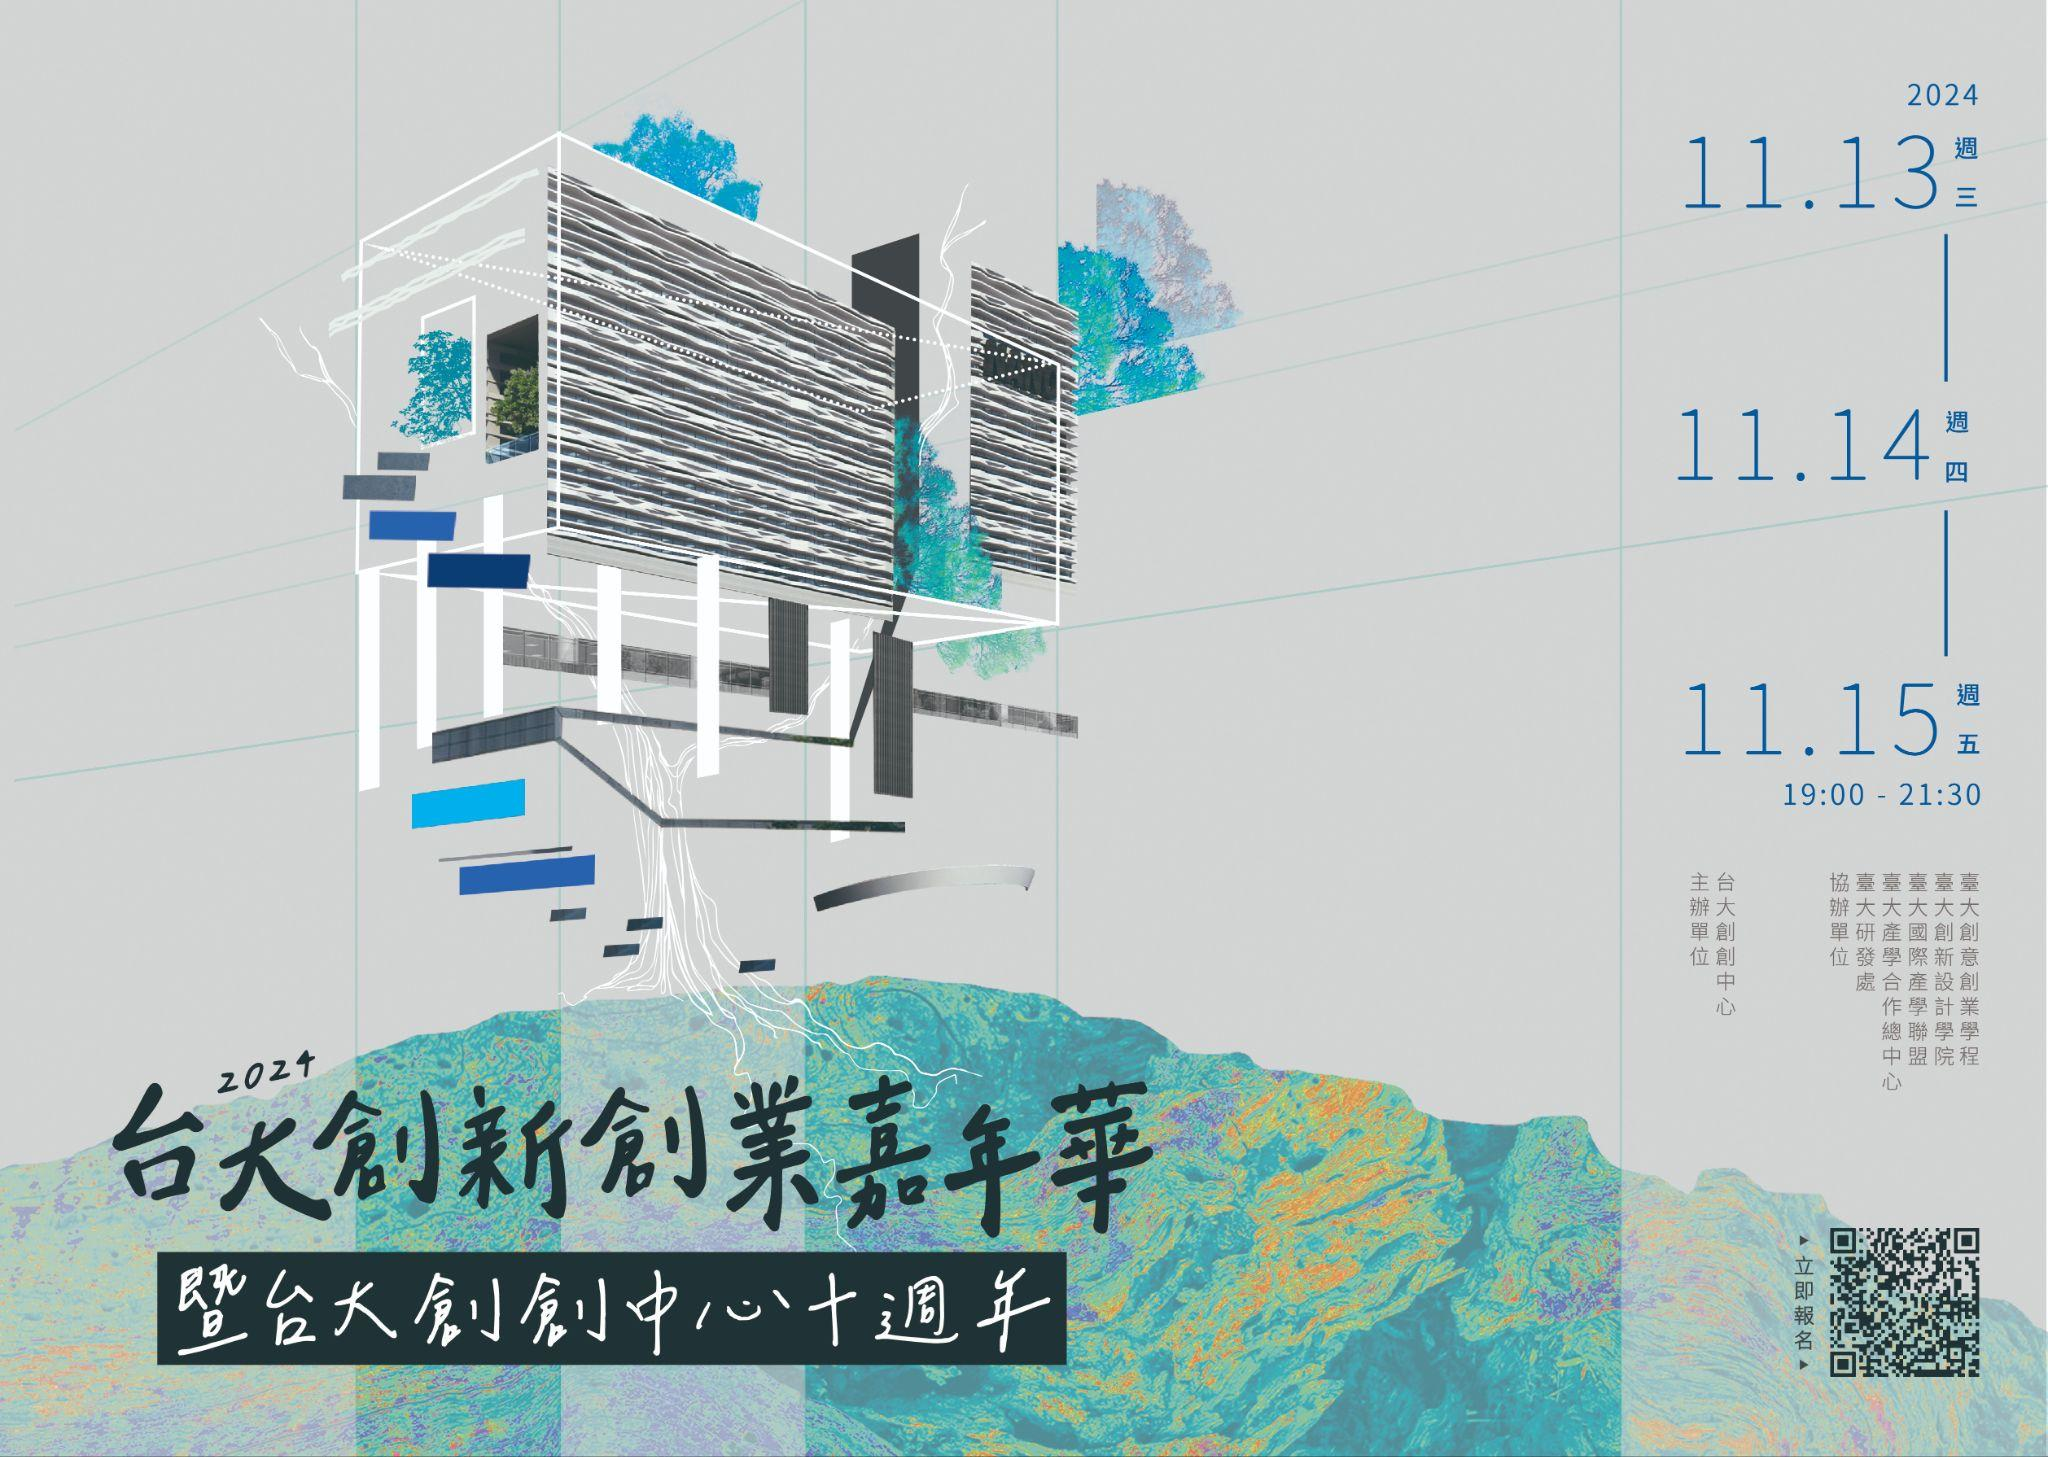 2024
11.13 週三
11.14 週四
11.15 週五
19:00 - 21:30
臺大創意創業學程
臺大創新設計學院
臺大國際產學聯盟
臺大產學合作總中心
臺大研發處
協辦單位
台大創創中心
主辦單位
2024
台大創新創業嘉年華
暨台大創創中心十週年
▸立即報名▸